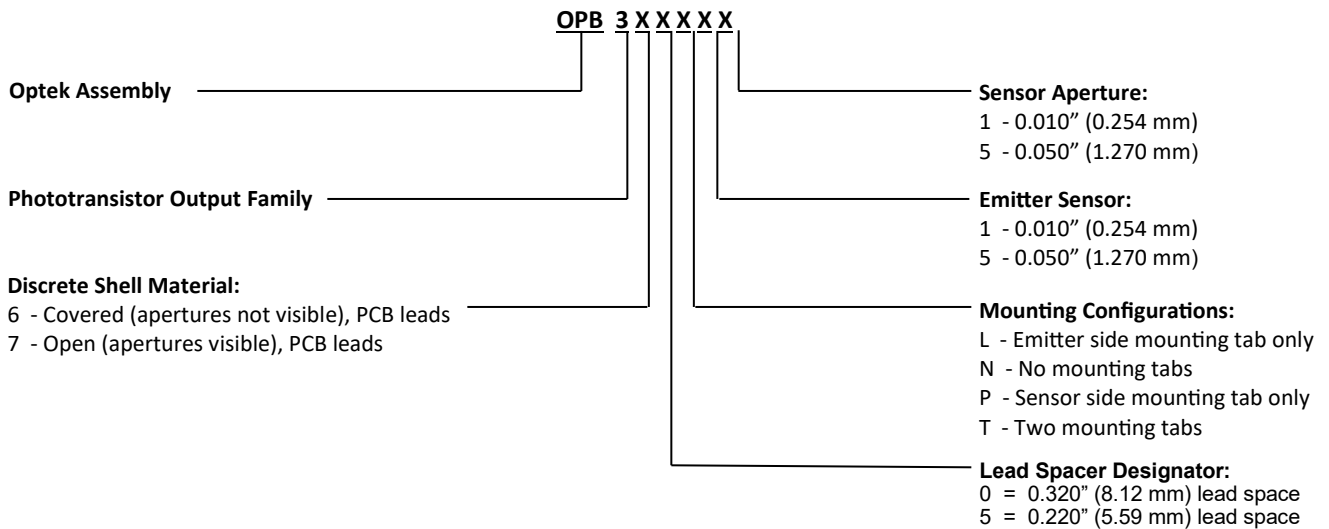 OPB 3 X X X X X
Optek Assembly
Phototransistor Output Family
Discrete Shell Material:
6 - Covered (apertures not visible), PCB leads
7 - Open (apertures visible), PCB leads
Sensor Aperture:
1 - 0.010” (0.254 mm)
5 - 0.050” (1.270 mm)
Emitter Sensor:
1 - 0.010” (0.254 mm)
5 - 0.050” (1.270 mm)
Mounting Configurations:
L - Emitter side mounting tab only
N - No mounting tabs
P - Sensor side mounting tab only
T - Two mounting tabs
Lead Spacer Designator:
0 = 0.320” (8.12 mm) lead space
5 = 0.220” (5.59 mm) lead space